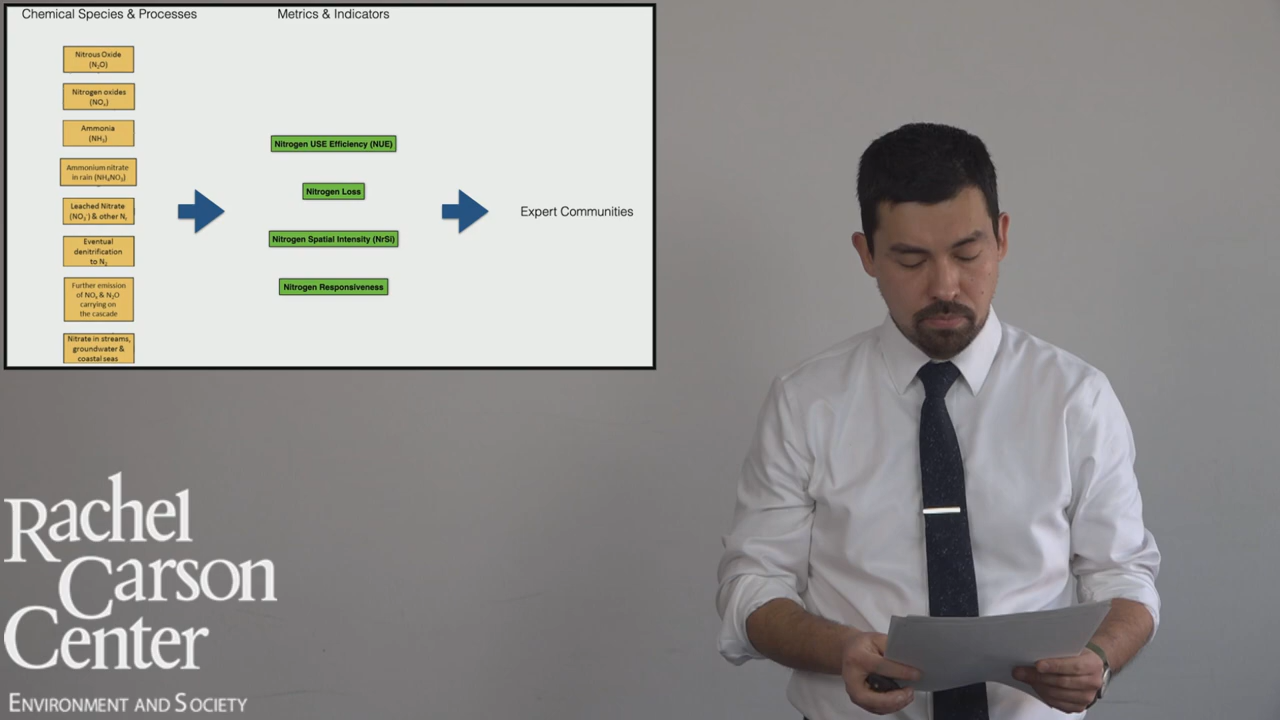 Chemical Species & Processes
Metrics & Indicators
Nitrous Oxide
(N₂O)
Nitrogen oxides
(NOₓ)
Ammonia
(NH₃)
Ammonium nitrate
in rain (NH₄NO₃)
Leached Nitrate
(NO₃⁻) & other Nᵣ
Eventual
denitrification
to N₂
Further emission
of NOₓ & N₂O
carrying on
the cascade
Nitrate in streams,
groundwater &
coastal seas
Nitrogen USE Efficiency (NUE)
Nitrogen Loss
Nitrogen Spatial Intensity (NrSi)
Nitrogen Responsiveness
Expert Communities
Rachel
Carson
Center
ENVIRONMENT AND SOCIETY